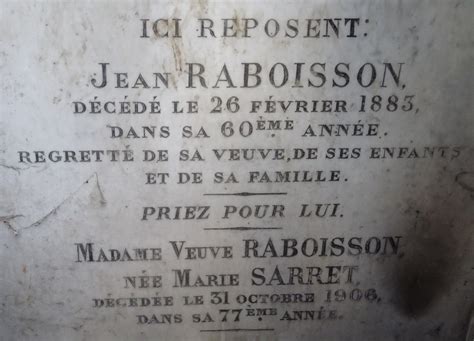 ICI REPOSENT:
JEAN RABOISSON,
DÉCÉDÉ LE 26 FÉVRIER 1883,
DANS SA 60ÈME ANNÉE.
REGRETTÉ DE SA VEUVE, DE SES ENFANTS
ET DE SA FAMILLE.
PRIEZ POUR LUI.
MADAME VEUVE RABOISSON,
NÉE MARIE SARRET,
DÉCÉDÉE LE 31 OCTOBRE 1906,
DANS SA 77ÈME ANNÉE.